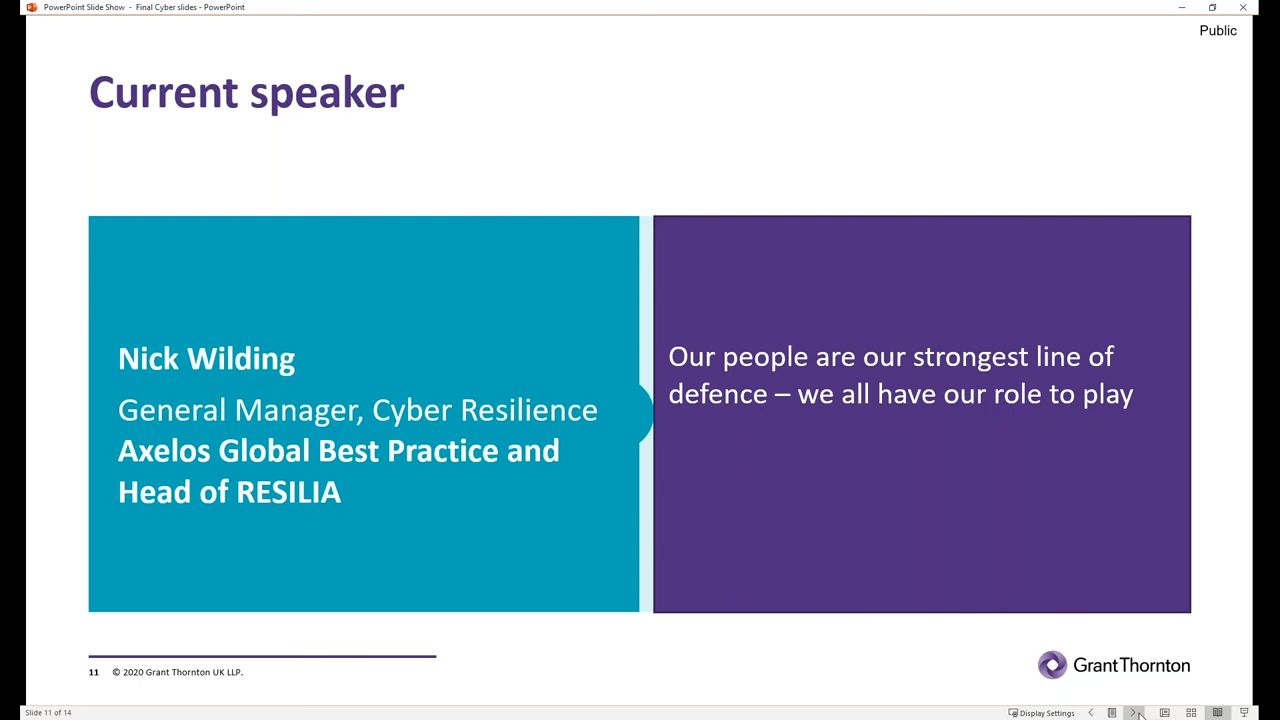 PowerPoint Slide Show - Final Cyber slides - PowerPoint
Public
Current speaker
Nick Wilding
General Manager, Cyber Resilience
Axelos Global Best Practice and
Head of RESILIA
Our people are our strongest line of
defence – we all have our role to play
11 © 2020 Grant Thornton UK LLP.
Grant Thornton
Slide 11 of 14
Display Settings